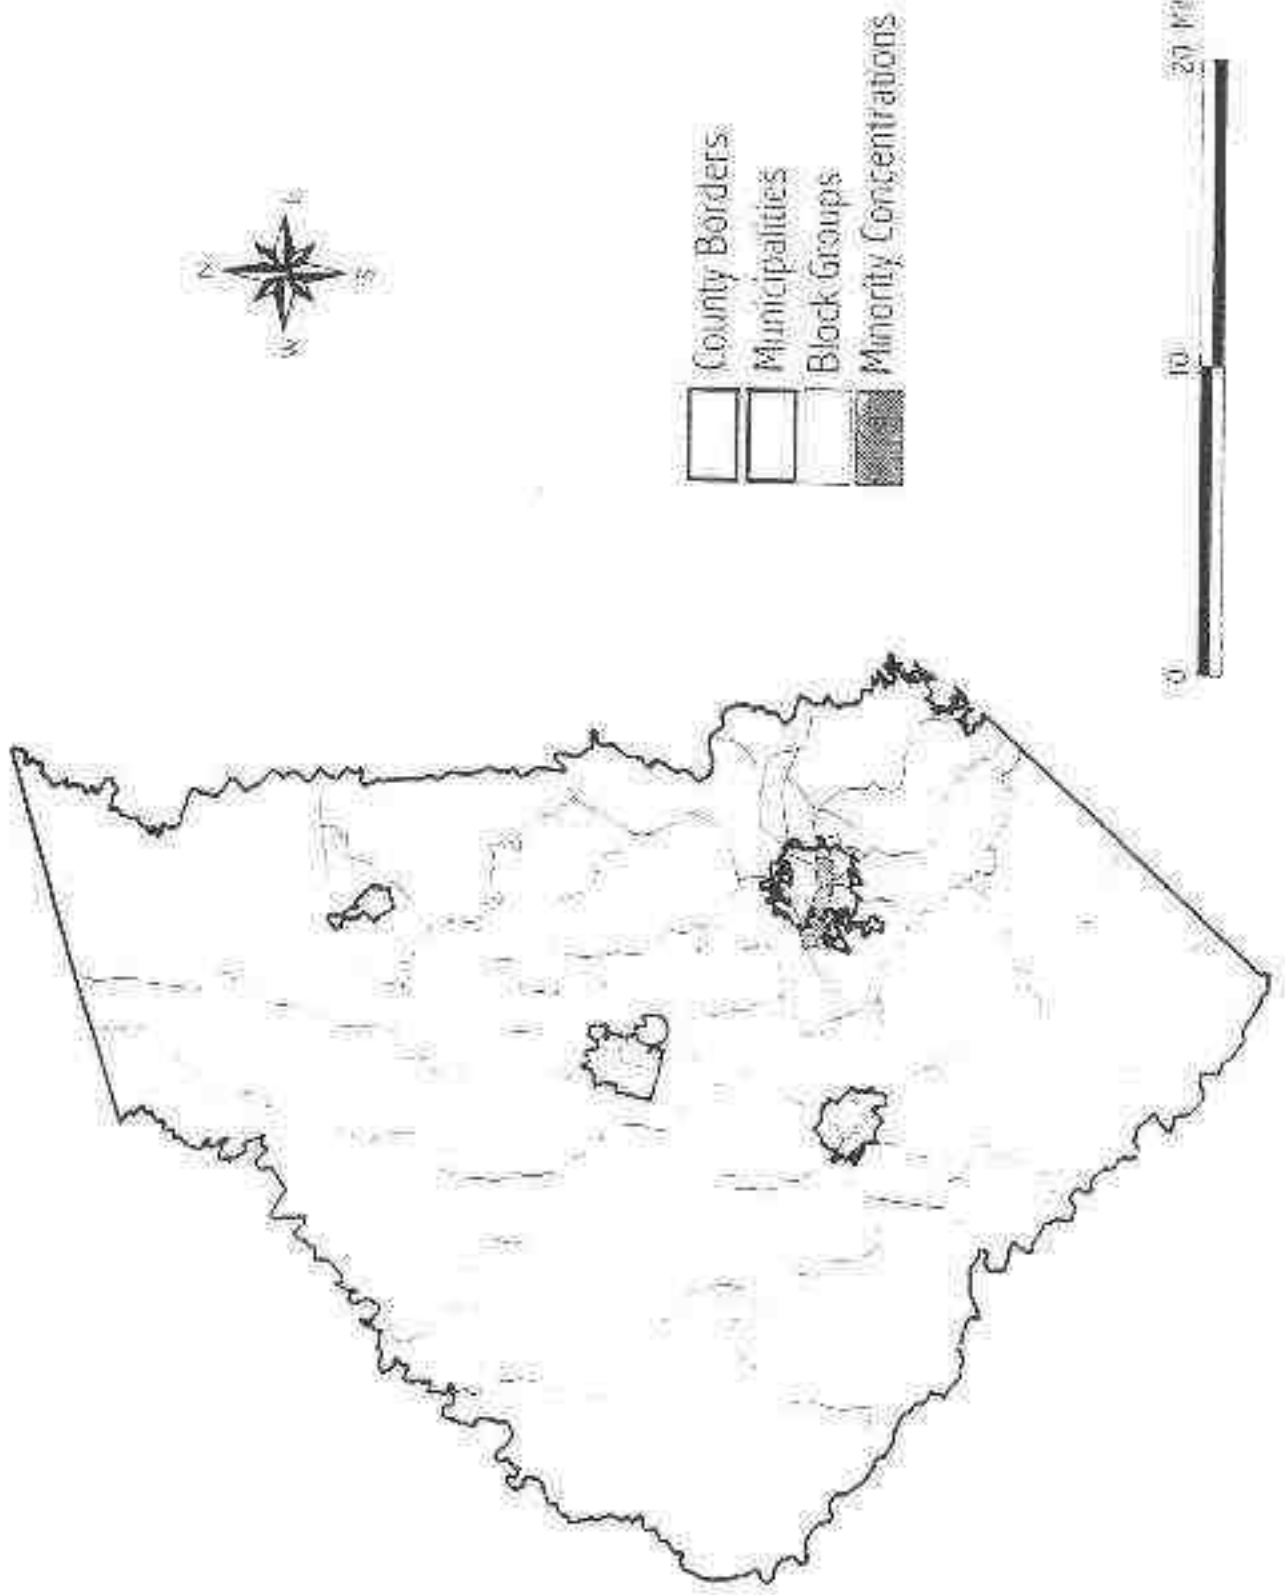 N
E
S
W
County Borders
Municipalities
Block Groups
Minority Concentrations
0 10 20